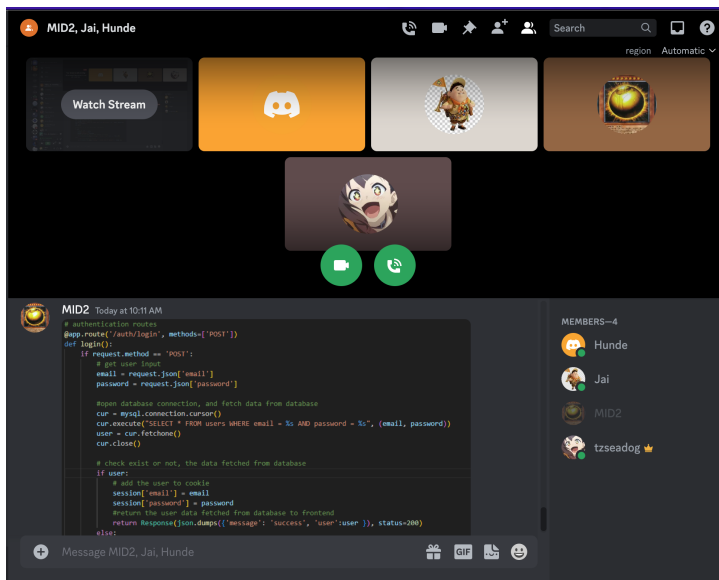 MID2, Jai, Hunde
Search
region Automatic
Watch Stream
MID2 Today at 10:11 AM
# authentication routes
@app.route('/auth/login', methods=['POST'])
def login():
if request.method == 'POST':
# get user input
email = request.json['email']
password = request.json['password']
#open database connection, and fetch data from database
cur = mysql.connection.cursor()
cur.execute("SELECT * FROM users WHERE email = %s AND password = %s", (email, password))
user = cur.fetchone()
cur.close()
# check exist or not, the data fetched from database
if user:
# add the user to cookie
session['email'] = email
session['password'] = password
#return the user data fetched from database to frontend
return Response(json.dumps({'message': 'success', 'user':user }), status=200)
else:
Message MID2, Jai, Hunde
GIF
MEMBERS—4
Hunde
Jai
MID2
tzseadog